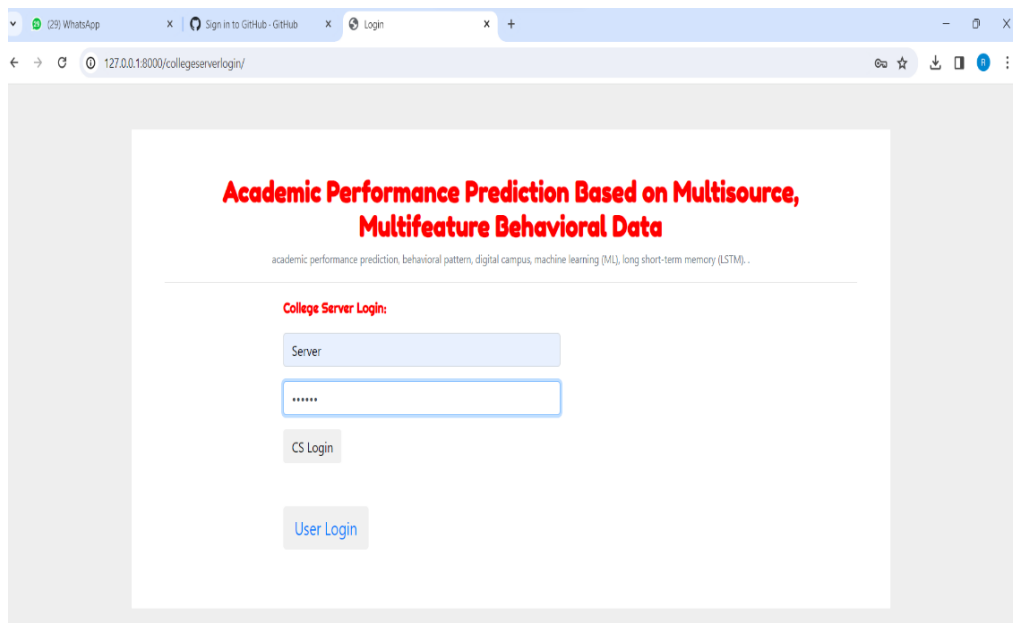 (29) WhatsApp
Sign in to GitHub · GitHub
Login
127.0.0.1:8000/collegeserverlogin/
R
Academic Performance Prediction Based on Multisource,
Multifeature Behavioral Data
academic performance prediction, behavioral pattern, digital campus, machine learning (ML), long short-term memory (LSTM). .
College Server Login:
Server
••••••
CS Login
User Login